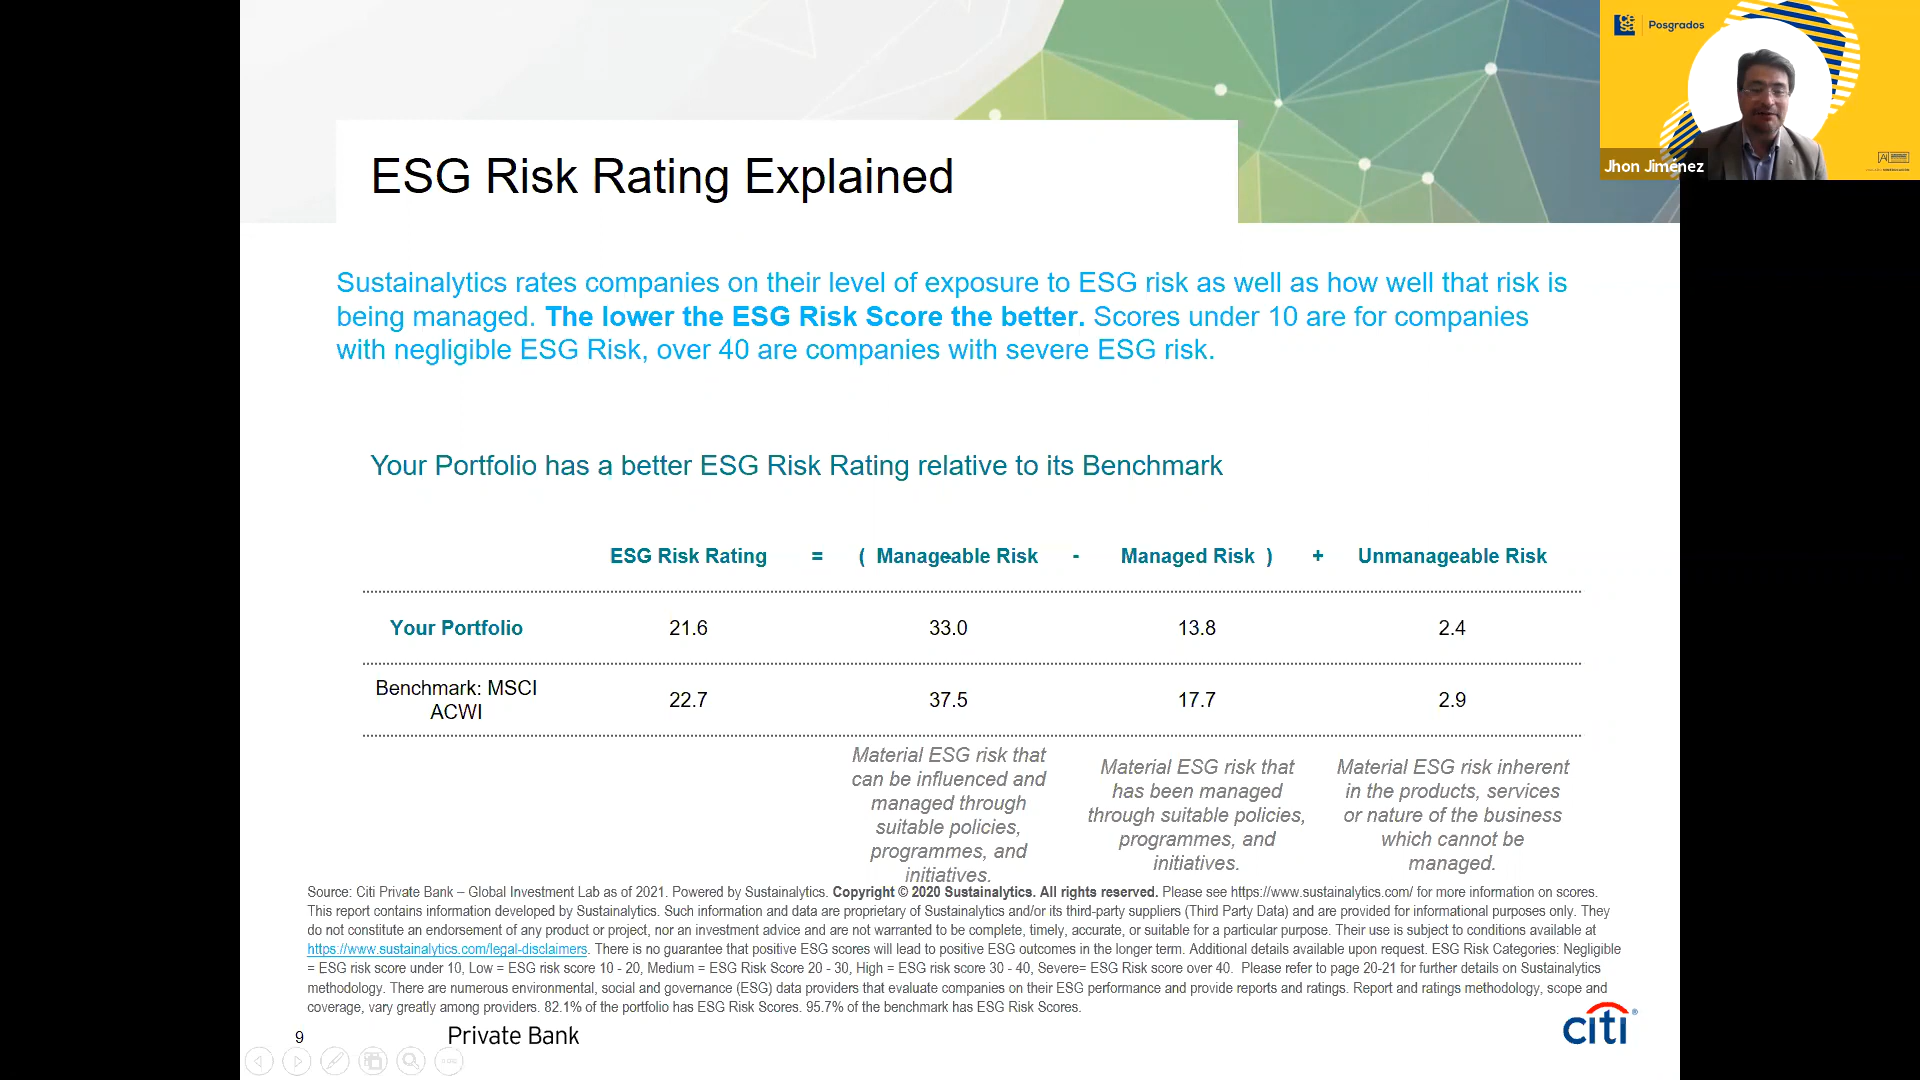 ce
sa
Posgrados
Jhon Jiménez
ESG Risk Rating Explained
Sustainalytics rates companies on their level of exposure to ESG risk as well as how well that risk is
being managed. The lower the ESG Risk Score the better. Scores under 10 are for companies
with negligible ESG Risk, over 40 are companies with severe ESG risk.
Your Portfolio has a better ESG Risk Rating relative to its Benchmark
ESG Risk Rating = ( Manageable Risk - Managed Risk ) + Unmanageable Risk
Your Portfolio 21.6 33.0 13.8 2.4
Benchmark: MSCI
ACWI 22.7 37.5 17.7 2.9
Material ESG risk that
can be influenced and
managed through
suitable policies,
programmes, and
initiatives.
Material ESG risk that
has been managed
through suitable policies,
programmes, and
initiatives.
Material ESG risk inherent
in the products, services
or nature of the business
which cannot be
managed.
Source: Citi Private Bank – Global Investment Lab as of 2021. Powered by Sustainalytics. Copyright © 2020 Sustainalytics. All rights reserved. Please see https://www.sustainalytics.com/ for more information on scores.
This report contains information developed by Sustainalytics. Such information and data are proprietary of Sustainalytics and/or its third-party suppliers (Third Party Data) and are provided for informational purposes only. They
do not constitute an endorsement of any product or project, nor an investment advice and are not warranted to be complete, timely, accurate, or suitable for a particular purpose. Their use is subject to conditions available at
https://www.sustainalytics.com/legal-disclaimers. There is no guarantee that positive ESG scores will lead to positive ESG outcomes in the longer term. Additional details available upon request. ESG Risk Categories: Negligible
= ESG risk score under 10, Low = ESG risk score 10 - 20, Medium = ESG Risk Score 20 - 30, High = ESG risk score 30 - 40, Severe= ESG Risk score over 40. Please refer to page 20-21 for further details on Sustainalytics
methodology. There are numerous environmental, social and governance (ESG) data providers that evaluate companies on their ESG performance and provide reports and ratings. Report and ratings methodology, scope and
coverage, vary greatly among providers. 82.1% of the portfolio has ESG Risk Scores. 95.7% of the benchmark has ESG Risk Scores.
9
Private Bank
citi®